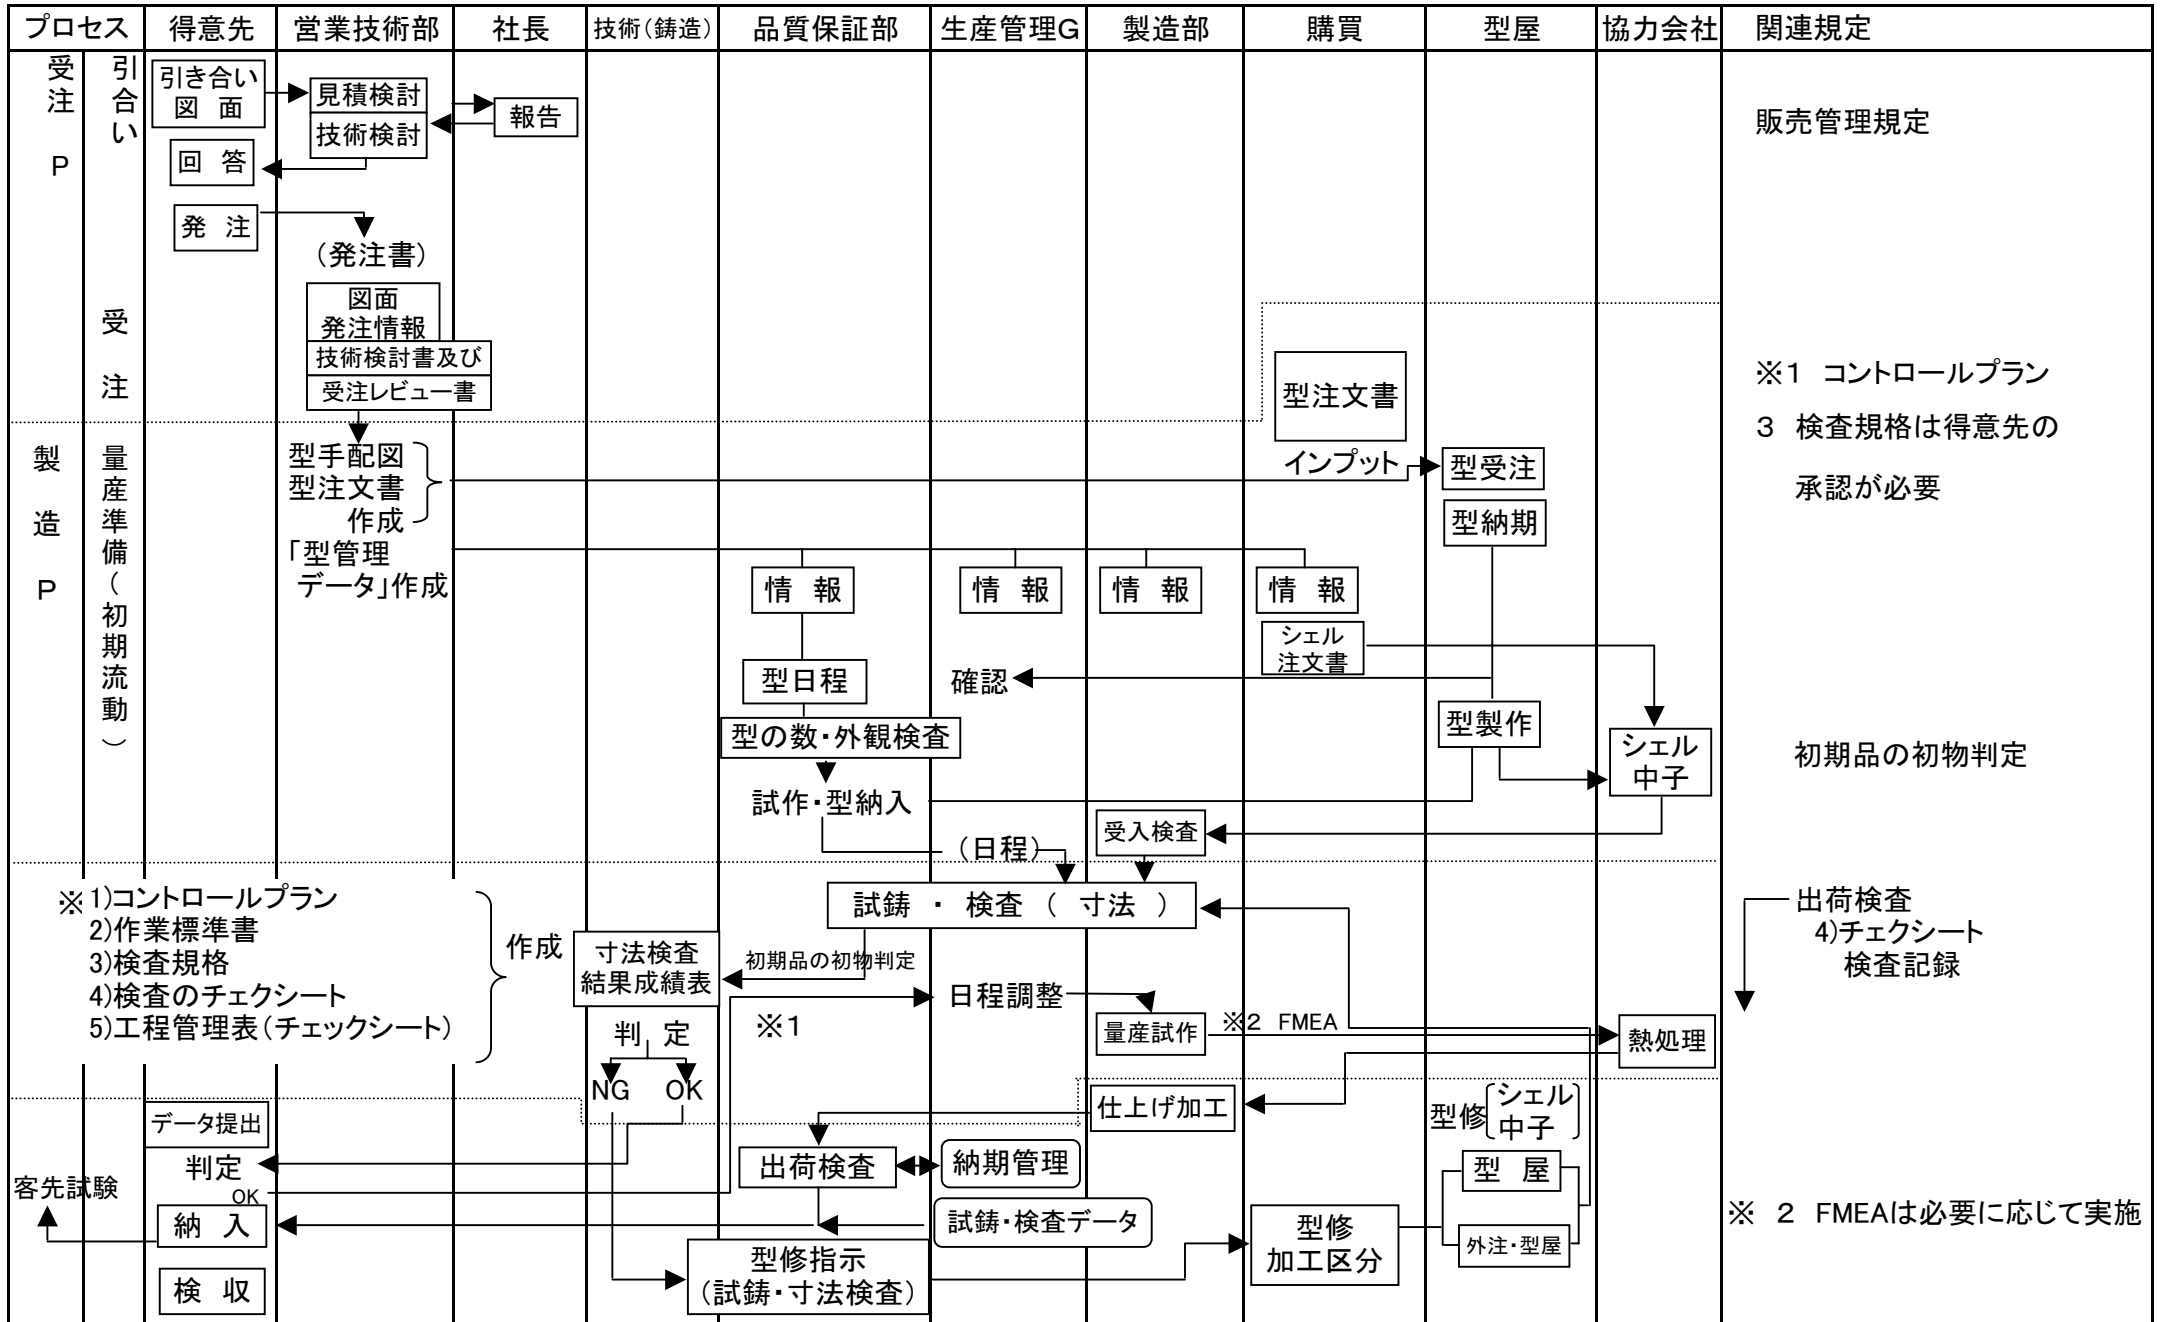 プロセス
得意先
営業技術部
社長
技術(鋳造)
品質保証部
生産管理G
製造部
購買
型屋
協力会社
関連規定
受注 P
引合い
引き合い
図 面
見積検討
技術検討
報告
回 答
販売管理規定
発 注
(発注書)
受 注
図面
発注情報
技術検討書及び
受注レビュー書
型注文書
※1 コントロールプラン
3 検査規格は得意先の
承認が必要
製 造 P
量産準備(初期流動)
型手配図
型注文書
作成
「型管理
データ」作成
インプット
型受注
型納期
情 報
情 報
情 報
情 報
シェル
注文書
型日程
確認
型の数・外観検査
型製作
シェル
中子
初期品の初物判定
試作・型納入
受入検査
(日程)
※ 1)コントロールプラン
2)作業標準書
3)検査規格
4)検査のチェクシート
5)工程管理表(チェックシート)
作成
試鋳 ・ 検査 ( 寸法 )
出荷検査
4)チェクシート
検査記録
寸法検査
結果成績表
初期品の初物判定
日程調整
※1
量産試作
※2 FMEA
熱処理
判 定
NG OK
データ提出
仕上げ加工
型修
シェル
中子
判定
OK
出荷検査
納期管理
型 屋
客先試験
納 入
試鋳・検査データ
型修
加工区分
外注・型屋
※ 2 FMEAは必要に応じて実施
型修指示
(試鋳・寸法検査)
検 収